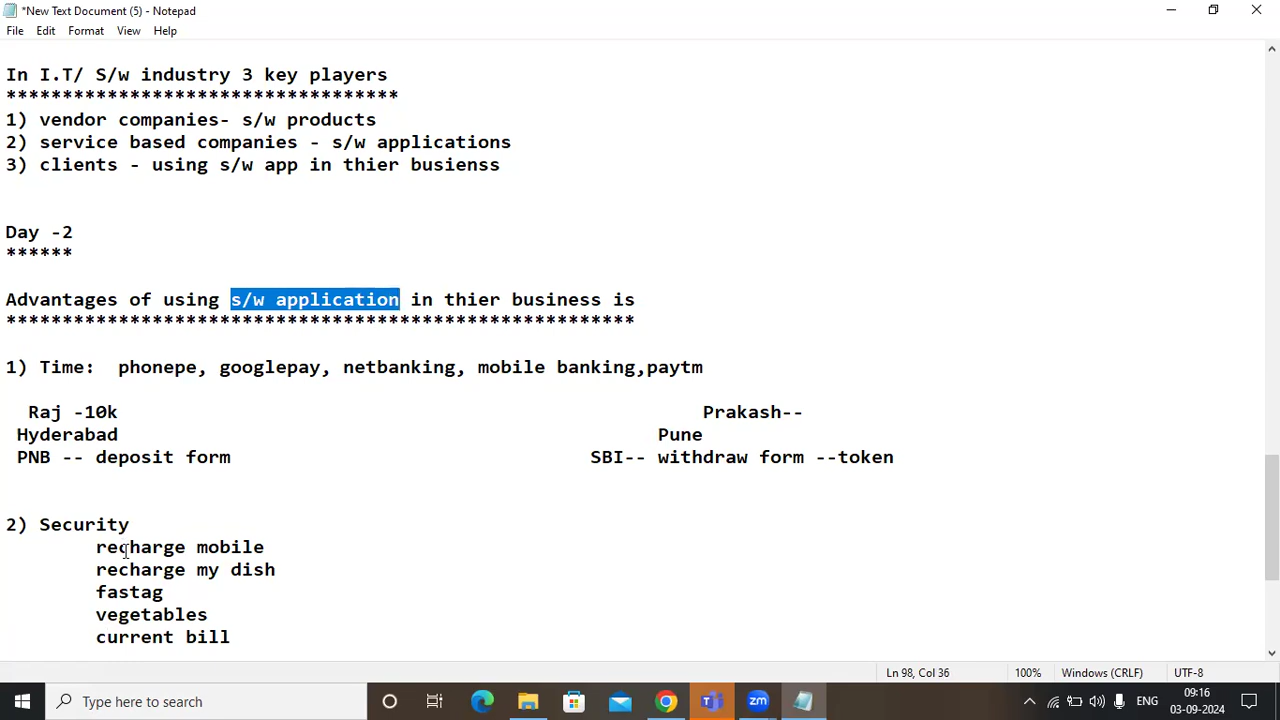 *New Text Document (5) - Notepad
File Edit Format View Help
In I.T/ S/w industry 3 key players
***********************************
1) vendor companies- s/w products
2) service based companies - s/w applications
3) clients - using s/w app in thier busienss
Day -2
******
Advantages of using s/w application in thier business is
********************************************************
1) Time: phonepe, googlepay, netbanking, mobile banking,paytm
Raj -10k Prakash--
Hyderabad Pune
PNB -- deposit form SBI-- withdraw form --token
2) Security
recharge mobile
recharge my dish
fastag
vegetables
current bill
Ln 98, Col 36 100% Windows (CRLF) UTF-8
Type here to search
zm
ENG
09:16
03-09-2024